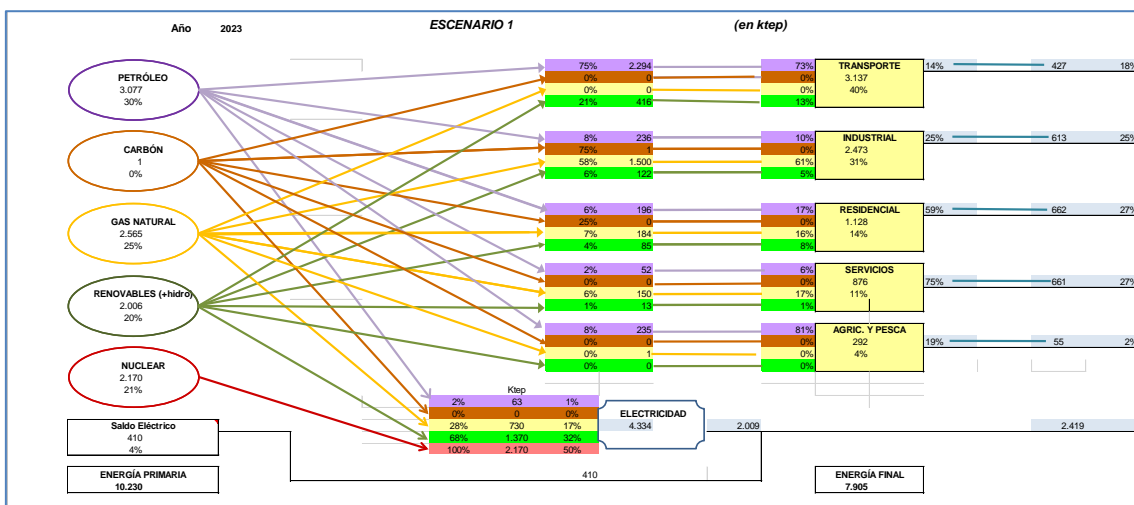 Año 2023 ESCENARIO 1 (en ktep)
PETRÓLEO
3.077
30%
CARBÓN
1
0%
GAS NATURAL
2.565
25%
RENOVABLES (+hidro)
2.006
20%
NUCLEAR
2.170
21%
Saldo Eléctrico
410
4%
ENERGÍA PRIMARIA
10.230
75% 2.294
0% 0
0% 0
21% 416
8% 236
75% 1
58% 1.500
6% 122
6% 196
25% 0
7% 184
4% 85
2% 52
0% 0
6% 150
1% 13
8% 235
0% 0
0% 1
0% 0
Ktep
2% 63 1%
0% 0 0%
28% 730 17%
68% 1.370 32%
100% 2.170 50%
ELECTRICIDAD
4.334
2.009
410
73%
0%
0%
13%
TRANSPORTE
3.137
40%
14% 427 18%
10%
0%
61%
5%
INDUSTRIAL
2.473
31%
25% 613 25%
17%
0%
16%
8%
RESIDENCIAL
1.128
14%
59% 662 27%
6%
0%
17%
1%
SERVICIOS
876
11%
75% 661 27%
81%
0%
0%
0%
AGRIC. Y PESCA
292
4%
19% 55 2%
2.419
ENERGÍA FINAL
7.905